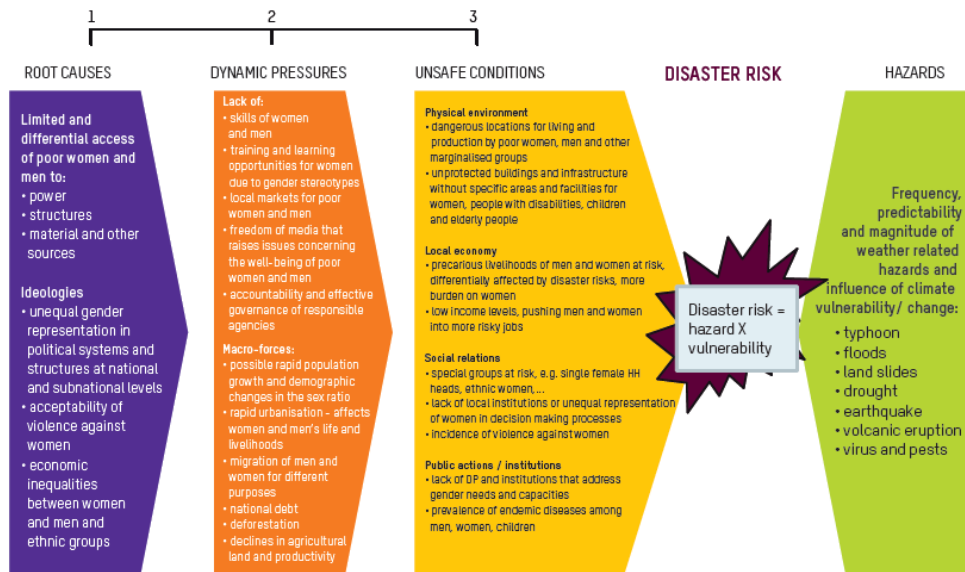 1
2
3
ROOT CAUSES
DYNAMIC PRESSURES
UNSAFE CONDITIONS
DISASTER RISK
HAZARDS
Limited and
differential access
of poor women and
men to:
• power
• structures
• material and other
sources
Ideologies
• unequal gender
representation in
political systems and
structures at national
and subnational levels
• acceptability of
violence against
women
• economic
inequalities
between women
and men and
ethnic groups
Lack of:
• skills of women
and men
• training and learning
opportunities for women
due to gender stereotypes
• local markets for poor
women and men
• freedom of media that
raises issues concerning
the well-being of poor
women and men
• accountability and effective
governance of responsible
agencies
Macro-forces:
• possible rapid population
growth and demographic
changes in the sex ratio
• rapid urbanisation - affects
women and men's life and
livelihoods
• migration of men and
women for different
purposes
• national debt
• deforestation
• declines in agricultural
land and productivity
Physical environment
• dangerous locations for living and
production by poor women, men and other
marginalised groups
• unprotected buildings and infrastructure
without specific areas and facilities for
women, people with disabilities, children
and elderly people
Local economy
• precarious livelihoods of men and women at risk,
differentially affected by disaster risks, more
burden on women
• low income levels, pushing men and women
into more risky jobs
Social relations
• special groups at risk, e.g. single female HH
heads, ethnic women, ...
• lack of local institutions or unequal representation
of women in decision making processes
• incidence of violence against women
Public actions / institutions
• lack of DP and institutions that address
gender needs and capacities
• prevalence of endemic diseases among
men, women, children
Disaster risk =
hazard X
vulnerability
Frequency,
predictability
and magnitude of
weather related
hazards and
influence of climate
vulnerability/ change:
• typhoon
• floods
• land slides
• drought
• earthquake
• volcanic eruption
• virus and pests